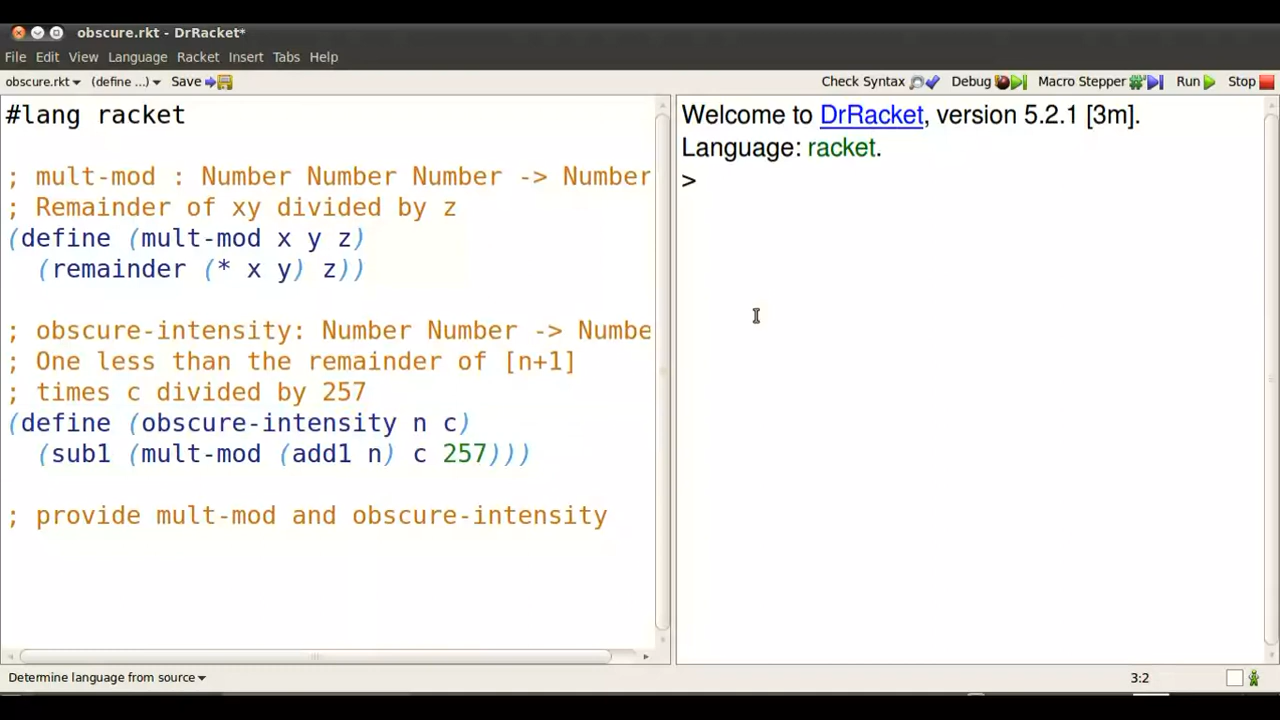 obscure.rkt - DrRacket*
File Edit View Language Racket Insert Tabs Help
obscure.rkt (define ...) Save Check Syntax Debug Macro Stepper Run Stop
#lang racket
; mult-mod : Number Number Number -> Number
; Remainder of xy divided by z
(define (mult-mod x y z)
(remainder (* x y) z))
; obscure-intensity: Number Number -> Numbe
; One less than the remainder of [n+1]
; times c divided by 257
(define (obscure-intensity n c)
(sub1 (mult-mod (add1 n) c 257)))
; provide mult-mod and obscure-intensity
Welcome to DrRacket, version 5.2.1 [3m].
Language: racket.
>
Determine language from source 3:2